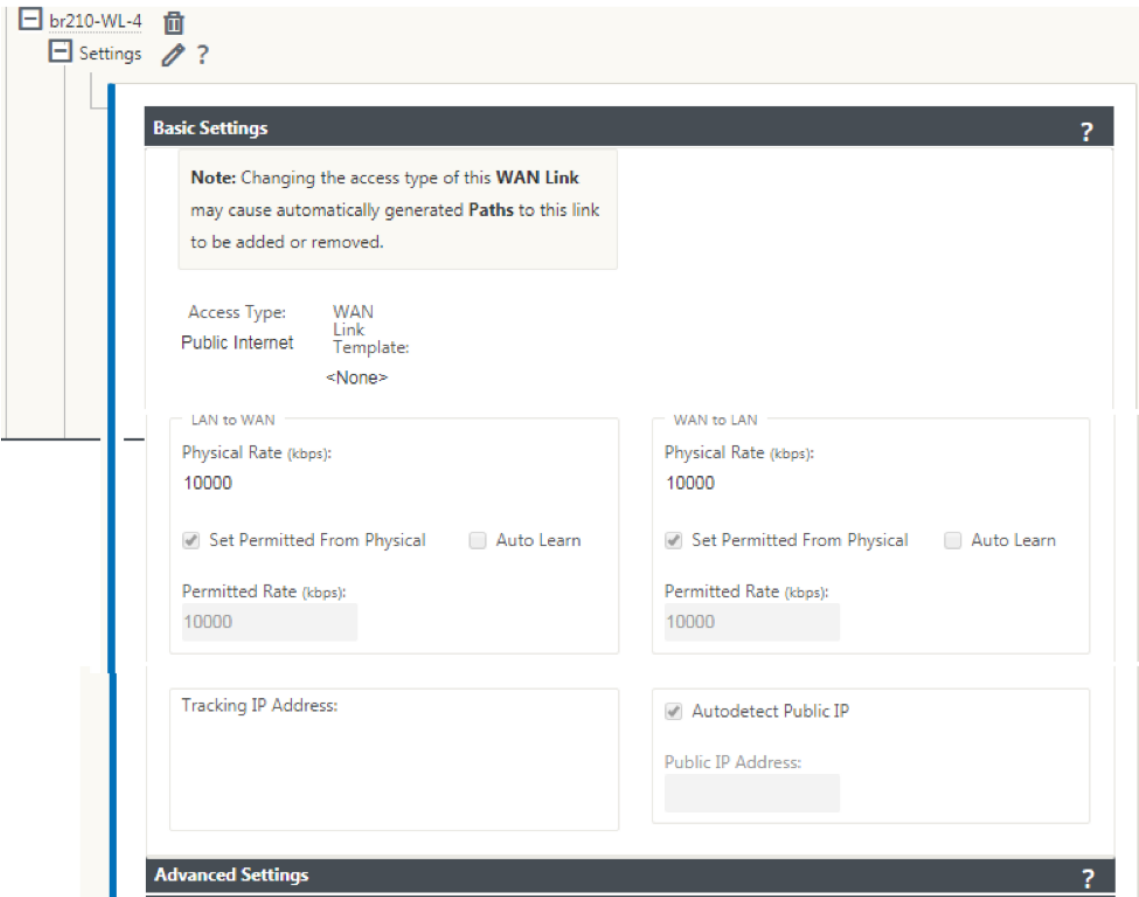 br210-WL-4
Settings ?
Basic Settings ?
Note: Changing the access type of this WAN Link
may cause automatically generated Paths to this link
to be added or removed.
Access Type:
Public Internet
WAN
Link
Template:
<None>
LAN to WAN
Physical Rate (kbps):
10000
Set Permitted From Physical Auto Learn
Permitted Rate (kbps):
10000
WAN to LAN
Physical Rate (kbps):
10000
Set Permitted From Physical Auto Learn
Permitted Rate (kbps):
10000
Tracking IP Address:
Autodetect Public IP
Public IP Address:
Advanced Settings ?